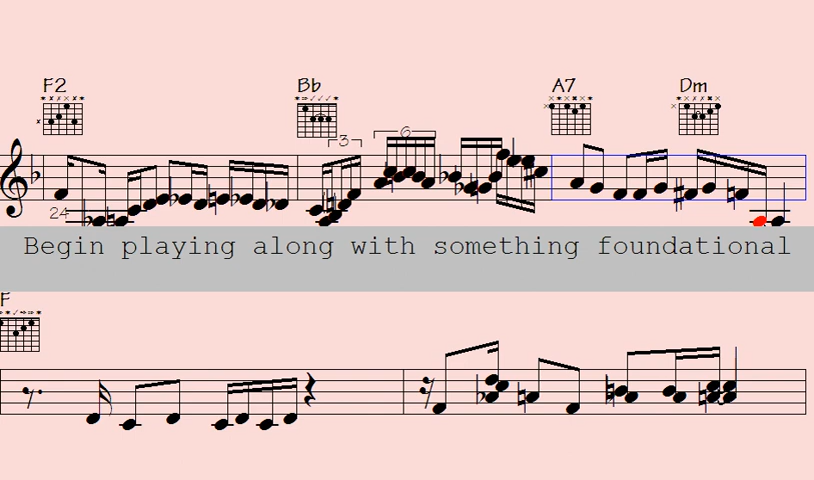 F2 Bb A7 Dm
3 6
24
Begin playing along with something foundational
F